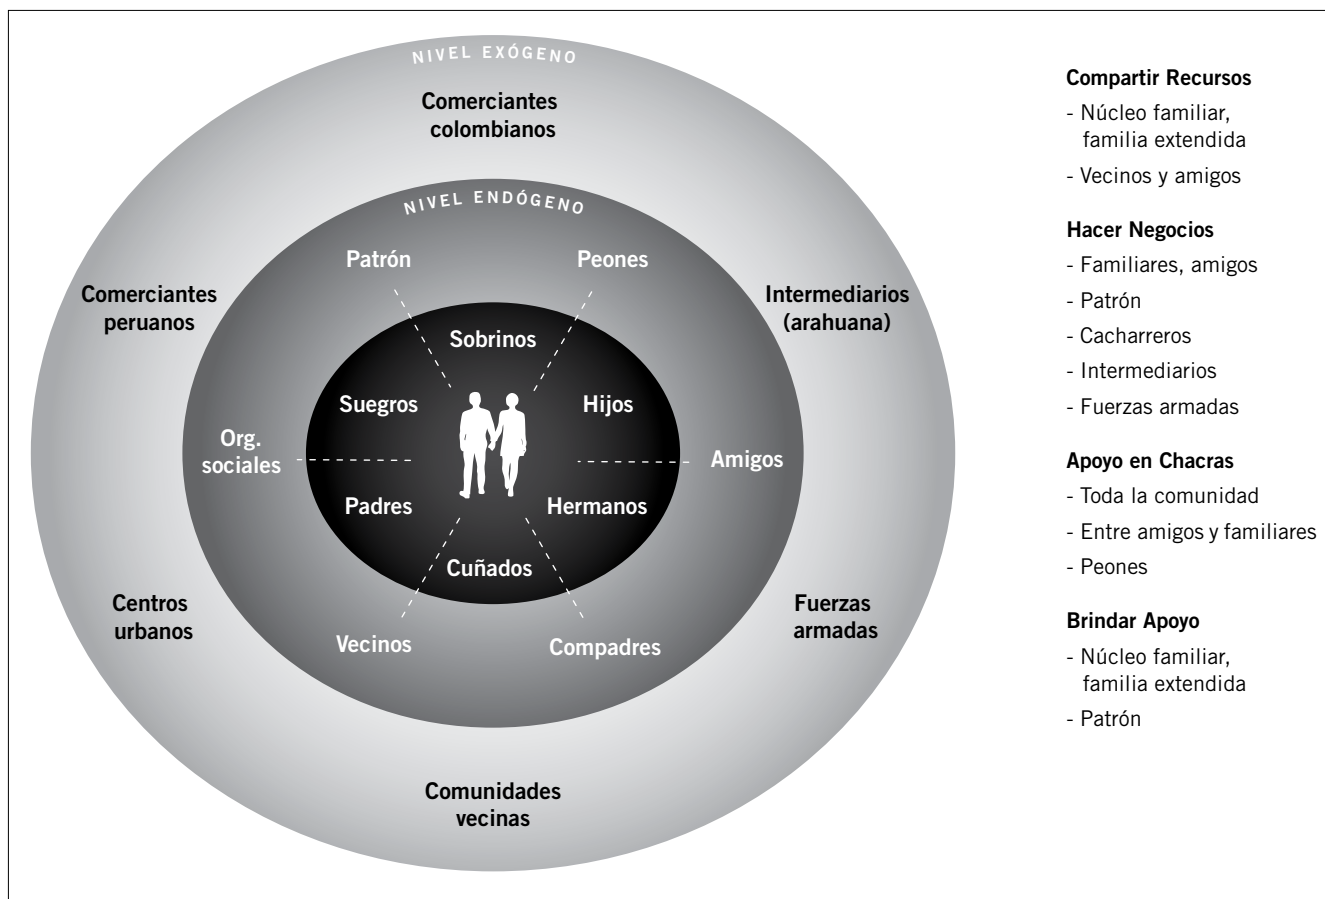 NIVEL EXÓGENO
Comerciantes
colombianos
NIVEL ENDÓGENO
Patrón
Peones
Comerciantes
peruanos
Intermediarios
(arahuana)
Sobrinos
Suegros
Hijos
Org.
sociales
Amigos
Padres
Hermanos
Cuñados
Centros
urbanos
Fuerzas
armadas
Vecinos
Compadres
Comunidades
vecinas
Compartir Recursos
- Núcleo familiar,
familia extendida
- Vecinos y amigos
Hacer Negocios
- Familiares, amigos
- Patrón
- Cacharreros
- Intermediarios
- Fuerzas armadas
Apoyo en Chacras
- Toda la comunidad
- Entre amigos y familiares
- Peones
Brindar Apoyo
- Núcleo familiar,
familia extendida
- Patrón